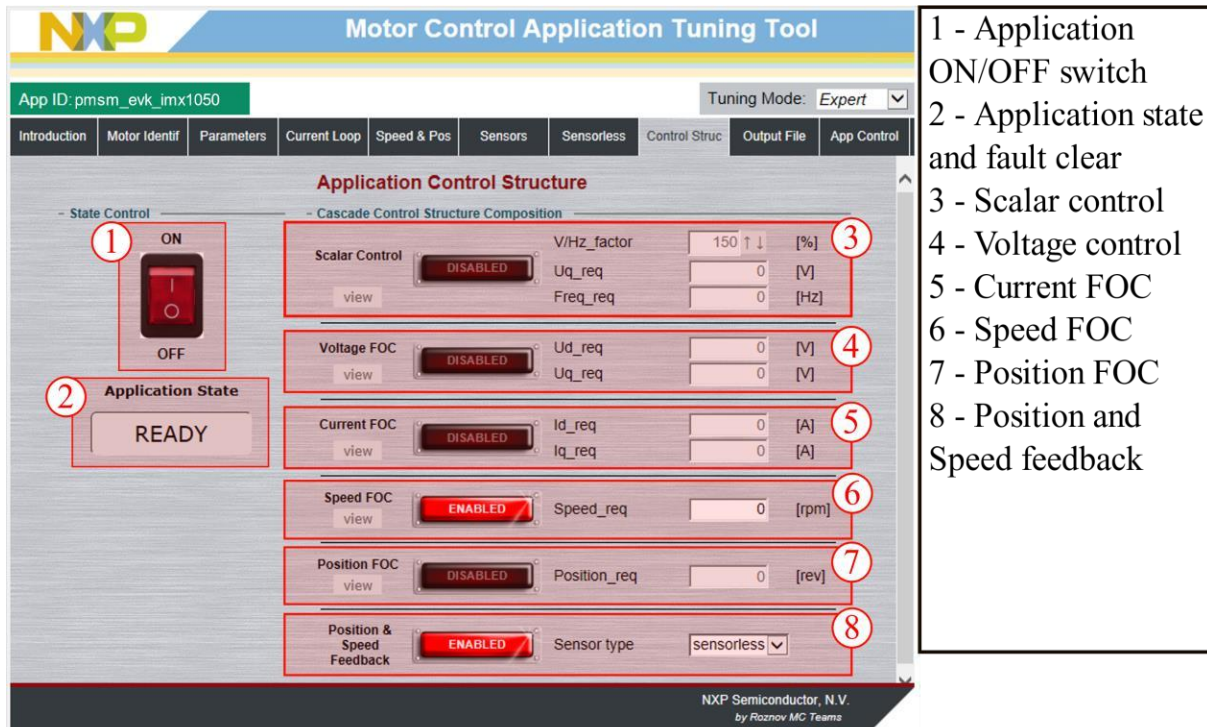 NXP
Motor Control Application Tuning Tool
App ID: pmsm_evk_imx1050
Tuning Mode: Expert
Introduction Motor Identif Parameters Current Loop Speed & Pos Sensors Sensorless Control Struc Output File App Control
Application Control Structure
State Control
Cascade Control Structure Composition
1
ON
I
O
OFF
2
Application State
READY
Scalar Control
view
DISABLED
V/Hz_factor 150 ↑↓ [%]
Uq_req 0 [V]
Freq_req 0 [Hz]
3
Voltage FOC
view
DISABLED
Ud_req 0 [V]
Uq_req 0 [V]
4
Current FOC
view
DISABLED
Id_req 0 [A]
Iq_req 0 [A]
5
Speed FOC
view
ENABLED
Speed_req 0 [rpm]
6
Position FOC
view
DISABLED
Position_req 0 [rev]
7
Position &
Speed
Feedback
ENABLED
Sensor type sensorless
8
NXP Semiconductor, N.V.
by Roznov MC Teams
1 - Application
ON/OFF switch
2 - Application state
and fault clear
3 - Scalar control
4 - Voltage control
5 - Current FOC
6 - Speed FOC
7 - Position FOC
8 - Position and
Speed feedback